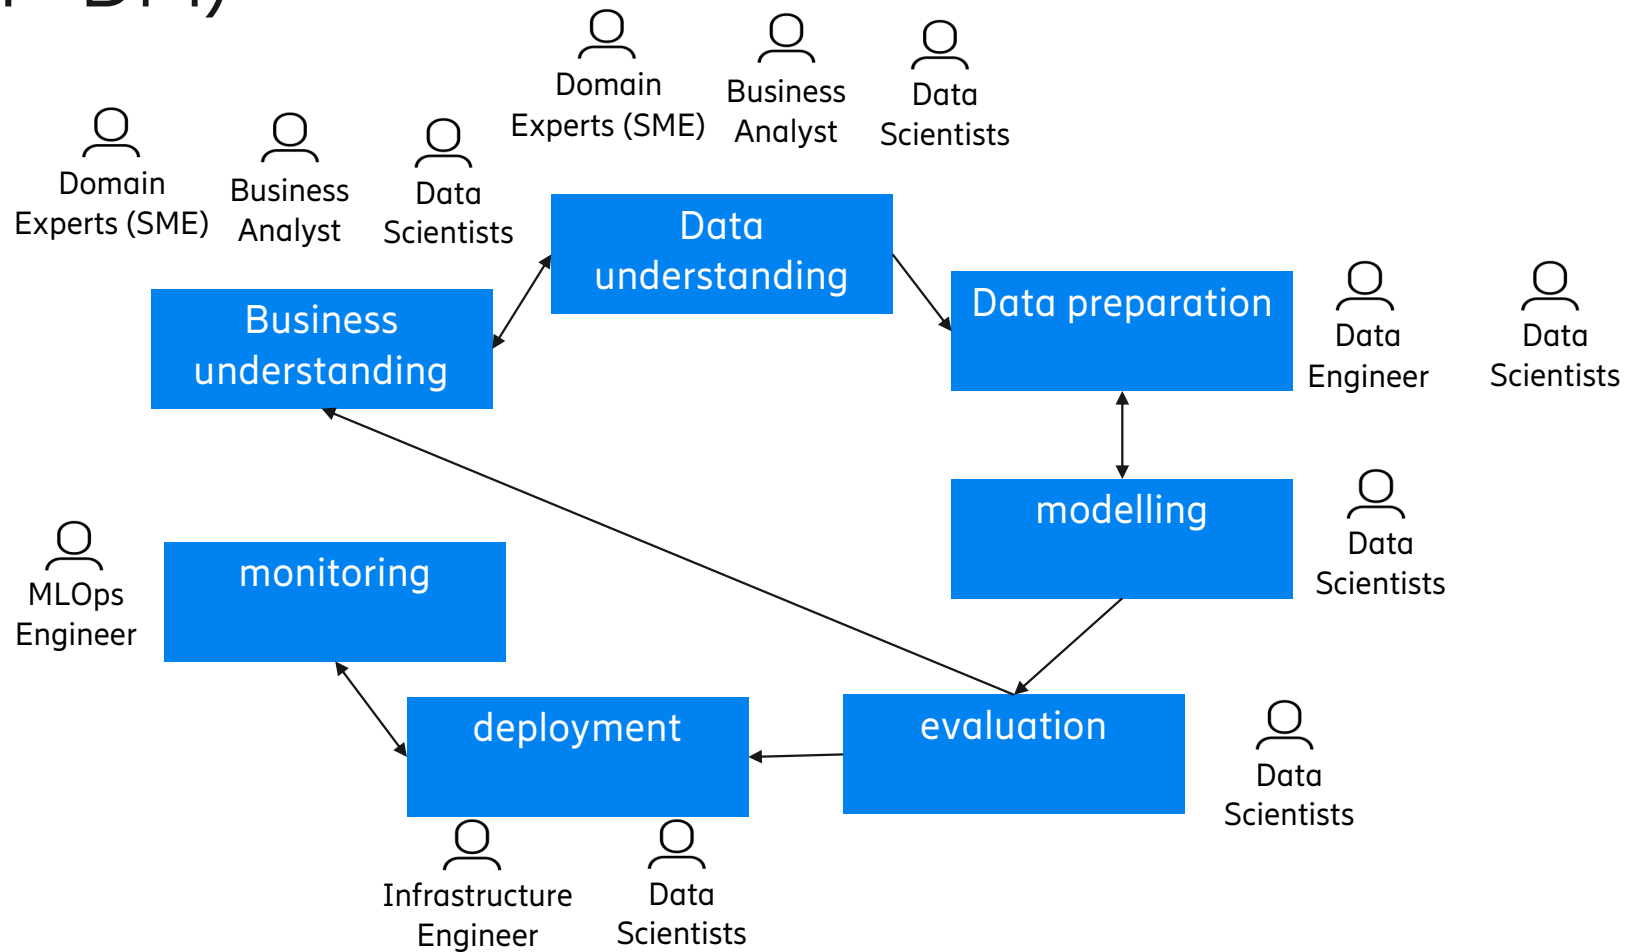 Domain
Experts (SME)
Business
Analyst
Data
Scientists
Domain
Experts (SME)
Business
Analyst
Data
Scientists
Data
understanding
Business
understanding
Data preparation
Data
Engineer
Data
Scientists
modelling
Data
Scientists
monitoring
MLOps
Engineer
deployment
evaluation
Data
Scientists
Infrastructure
Engineer
Data
Scientists